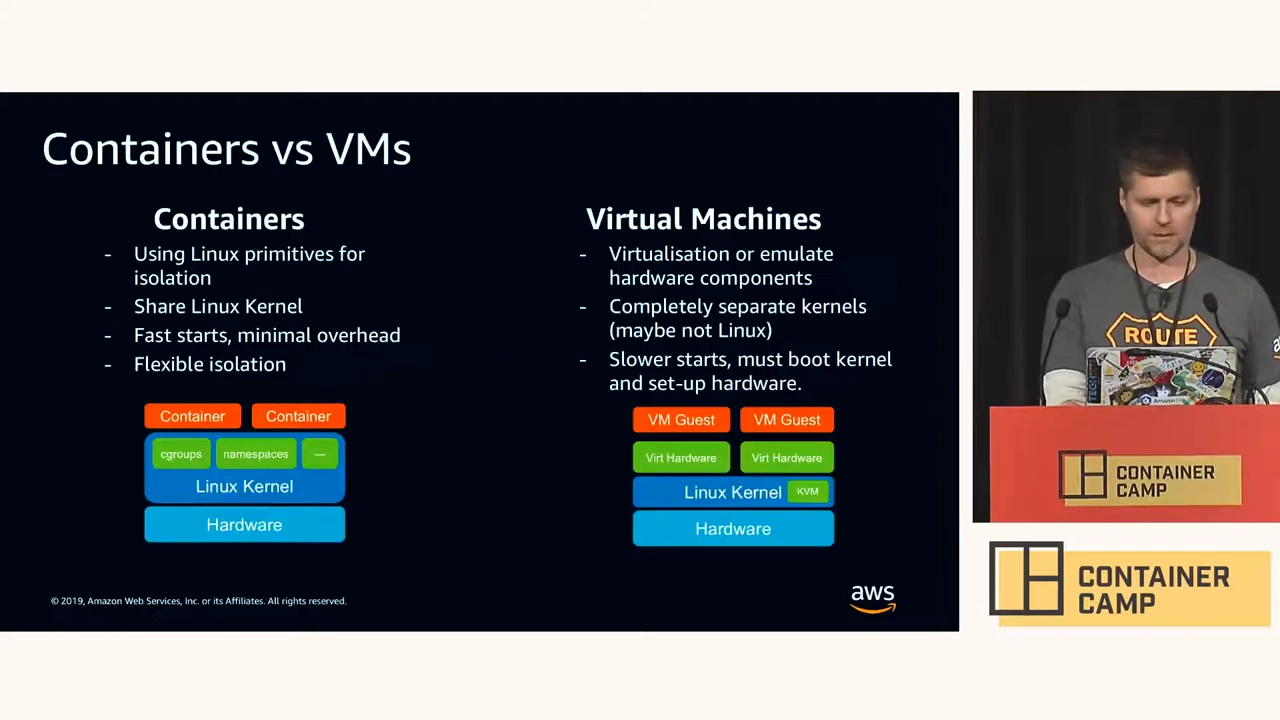 Containers vs VMs
Containers
- Using Linux primitives for
isolation
- Share Linux Kernel
- Fast starts, minimal overhead
- Flexible isolation
Container
Container
cgroups
namespaces
—
Linux Kernel
Hardware
Virtual Machines
- Virtualisation or emulate
hardware components
- Completely separate kernels
(maybe not Linux)
- Slower starts, must boot kernel
and set-up hardware.
VM Guest
VM Guest
Virt Hardware
Virt Hardware
Linux Kernel
KVM
Hardware
© 2019, Amazon Web Services, Inc. or its Affiliates. All rights reserved.
aws
ROUTE
CONTAINER
CAMP
CONTAINER
CAMP